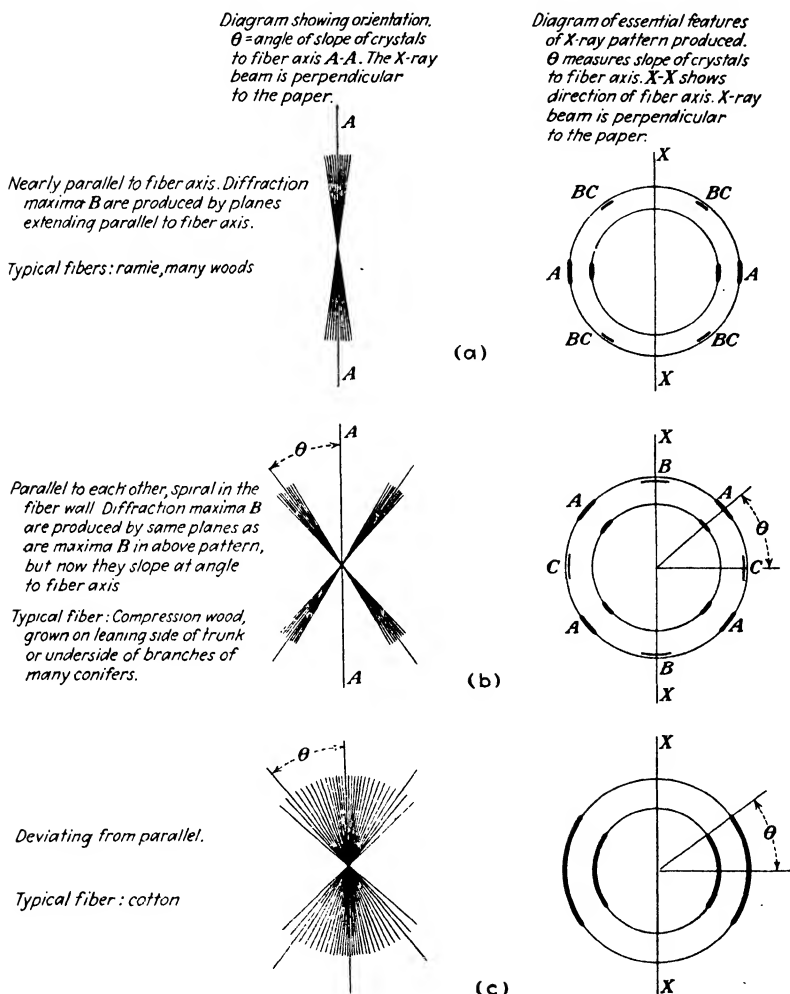 Diagram showing orientation.
θ = angle of slope of crystals
to fiber axis A-A. The X-ray
beam is perpendicular
to the paper.
Diagram of essential features
of X-ray pattern produced.
θ measures slope of crystals
to fiber axis. X-X shows
direction of fiber axis. X-ray
beam is perpendicular
to the paper.
Nearly parallel to fiber axis. Diffraction
maxima B are produced by planes
extending parallel to fiber axis.
Typical fibers: ramie, many woods
A
A
X
BC BC
A A
BC BC
X
(a)
Parallel to each other, spiral in the
fiber wall. Diffraction maxima B
are produced by same planes as
are maxima B in above pattern,
but now they slope at angle
to fiber axis
Typical fiber: Compression wood,
grown on leaning side of trunk
or underside of branches of
many conifers.
θ A
A
X
B
A A θ
C C
A A
B
X
(b)
Deviating from parallel.
Typical fiber: cotton
θ
X
θ
X
(c)